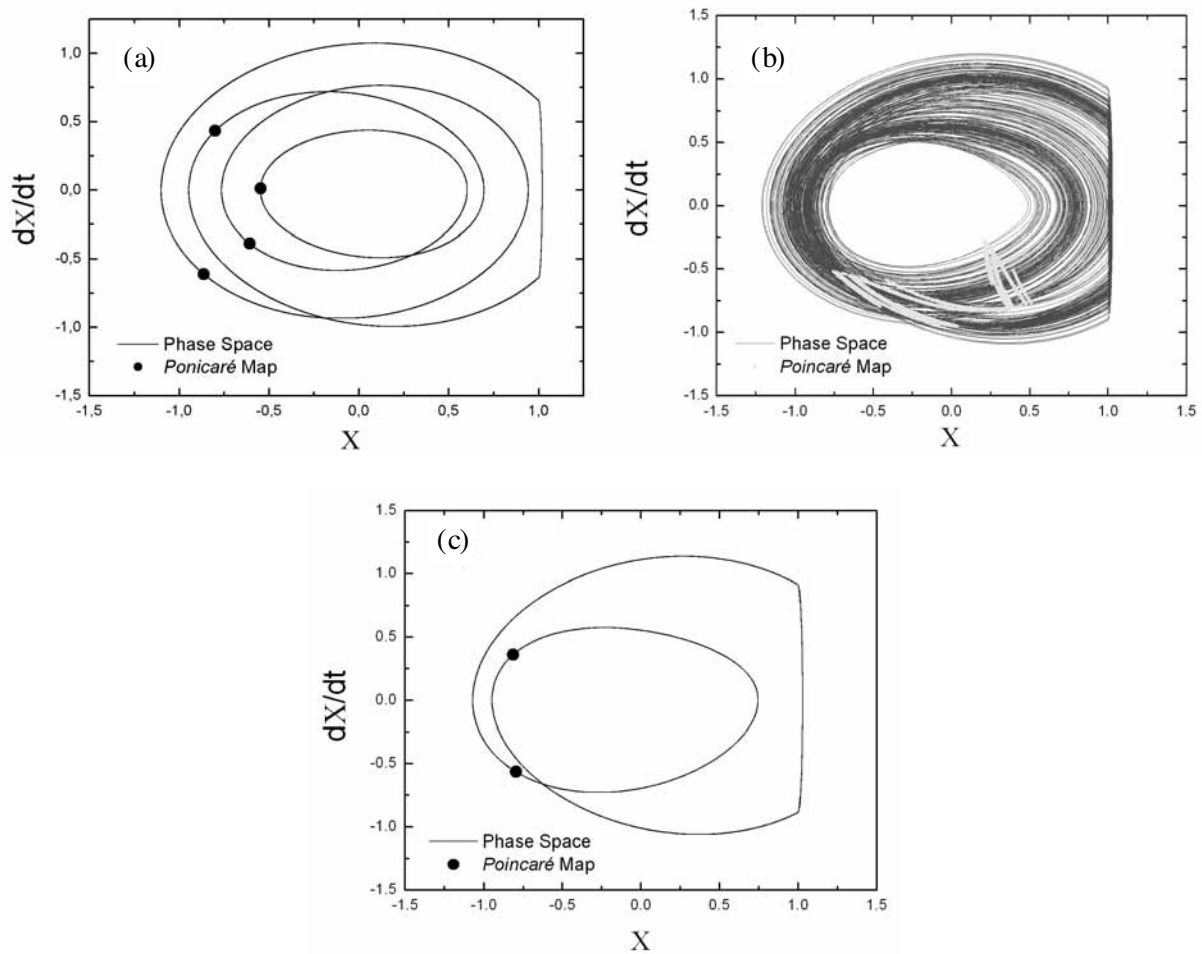 (a)
1,0
0,5
0,0
-0,5
-1,0
-1,5
dX/dt
Phase Space
Ponicaré Map
-1,5 -1,0 -0,5 0,0 0,5 1,0
X
(b)
1.5
1.0
0.5
0.0
-0.5
-1.0
-1.5
dX/dt
Phase Space
Poincaré Map
-1.5 -1.0 -0.5 0.0 0.5 1.0 1.5
X
(c)
1.5
1.0
0.5
0.0
-0.5
-1.0
-1.5
dX/dt
Phase Space
Poincaré Map
-1.5 -1.0 -0.5 0.0 0.5 1.0 1.5
X